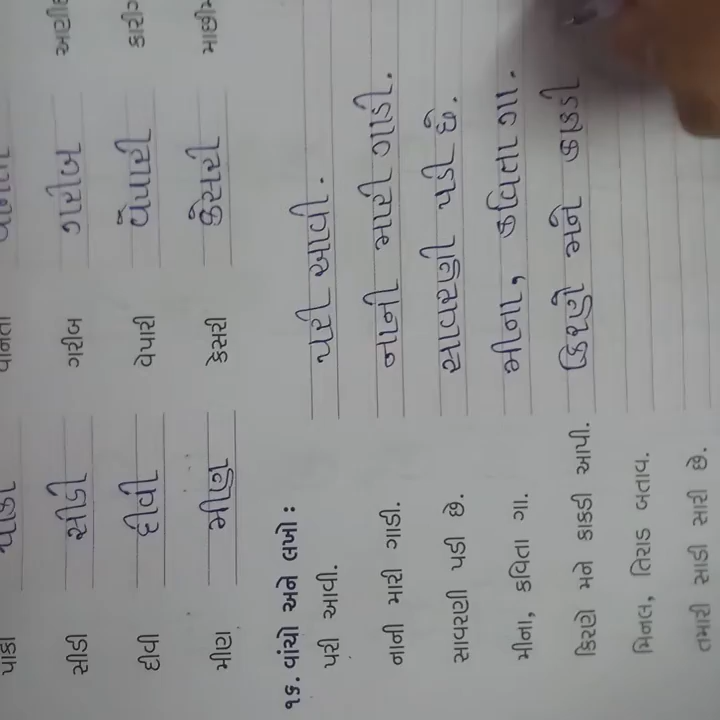 પાકા પાકા વાનતા
સીડી સીડી ગરીબ ગરીબ
દીવી દીવી વેપારી વેપારી
મીણ મીણ કેસરી કેસરી
૧૬. વાંચો અને લખો :
પરી આવી. પરી આવી.
નાની મારી ગાડી. નાની મારી ગાડી.
સાવરણી પડી છે. સાવરણી પડી છે.
મીના, કવિતા ગા. મીના, કવિતા ગા.
કિરણે મને કાકડી આપી. કિરણે મને કાકડી
મિનલ, તિરાડ બતાવ.
તમારી સાડી સારી છે.